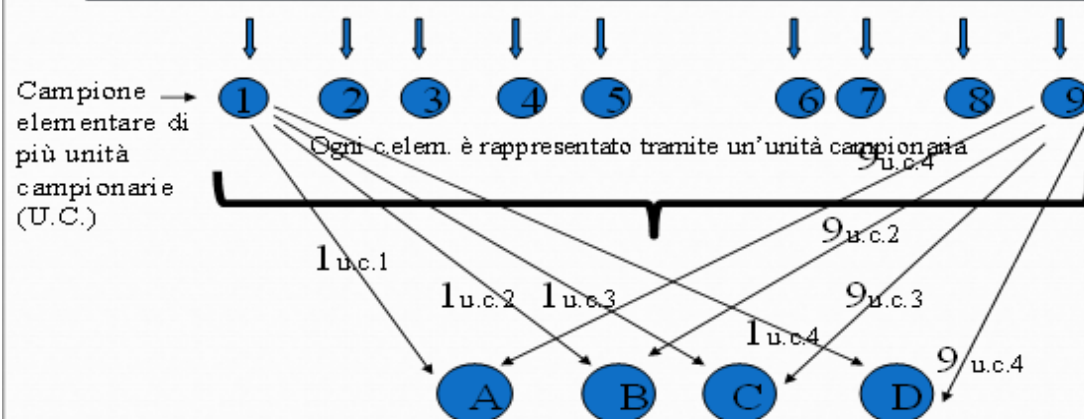 1 2 3 4 5 6 7 8 9
Campione
elementare di
più unità
campionarie
(U.C.)
Ogni c.elem. è rappresentato tramite un'unità campionaria
9u.c.4
9u.c.2
1u.c.1
1u.c.2 1u.c.3 9u.c.3
1u.c.4
9 u.c.4
A B C D